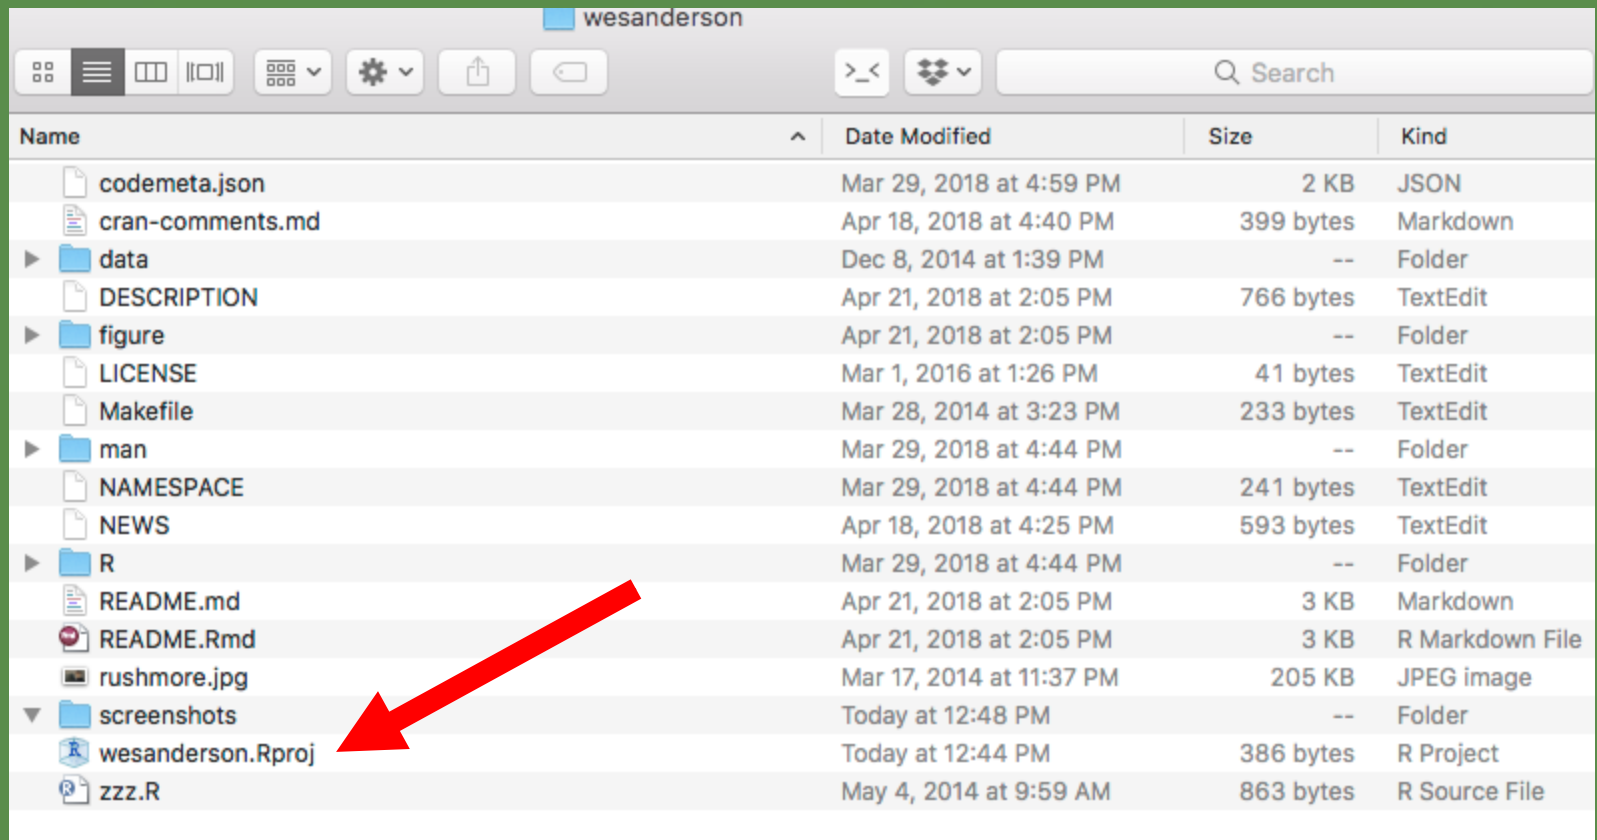 wesanderson
>_<
Search
Name Date Modified Size Kind
codemeta.json Mar 29, 2018 at 4:59 PM 2 KB JSON
cran-comments.md Apr 18, 2018 at 4:40 PM 399 bytes Markdown
data Dec 8, 2014 at 1:39 PM -- Folder
DESCRIPTION Apr 21, 2018 at 2:05 PM 766 bytes TextEdit
figure Apr 21, 2018 at 2:05 PM -- Folder
LICENSE Mar 1, 2016 at 1:26 PM 41 bytes TextEdit
Makefile Mar 28, 2014 at 3:23 PM 233 bytes TextEdit
man Mar 29, 2018 at 4:44 PM -- Folder
NAMESPACE Mar 29, 2018 at 4:44 PM 241 bytes TextEdit
NEWS Apr 18, 2018 at 4:25 PM 593 bytes TextEdit
R Mar 29, 2018 at 4:44 PM -- Folder
README.md Apr 21, 2018 at 2:05 PM 3 KB Markdown
README.Rmd Apr 21, 2018 at 2:05 PM 3 KB R Markdown File
rushmore.jpg Mar 17, 2014 at 11:37 PM 205 KB JPEG image
screenshots Today at 12:48 PM -- Folder
wesanderson.Rproj Today at 12:44 PM 386 bytes R Project
zzz.R May 4, 2014 at 9:59 AM 863 bytes R Source File